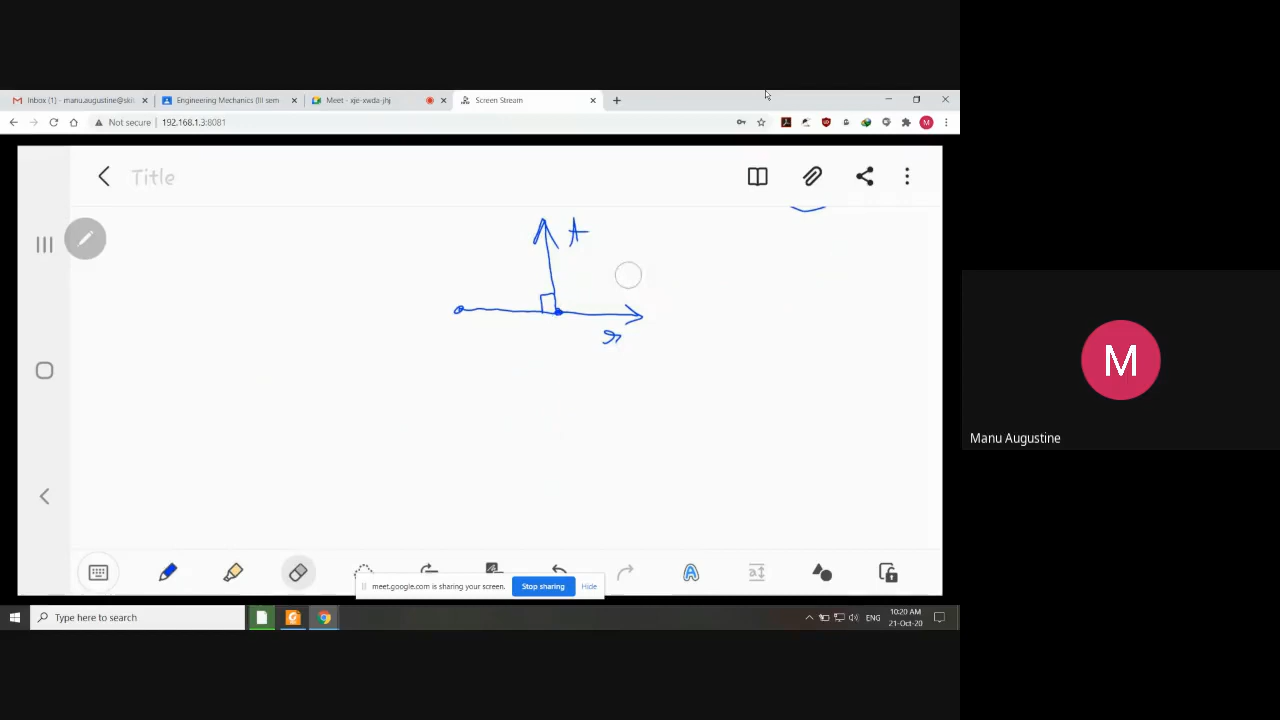 Inbox (1) - manu.augustine@ski
Engineering Mechanics (III sem
Meet - xje-xwda-jhj
Screen Stream
Not secure
192.168.1.3:8081
M
Title
A
M
Manu Augustine
meet.google.com is sharing your screen.
Stop sharing
Hide
Type here to search
ENG
10:20 AM
21-Oct-20